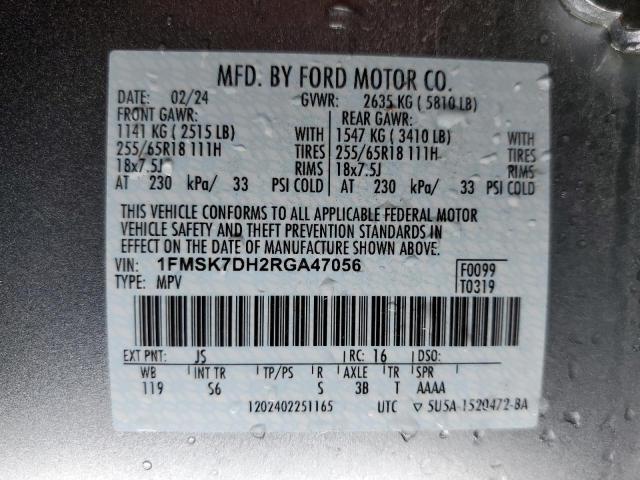 MFD. BY FORD MOTOR CO.
DATE: 02/24 GVWR: 2635 KG ( 5810 LB)
FRONT GAWR: REAR GAWR:
1141 KG ( 2515 LB) WITH 1547 KG ( 3410 LB) WITH
255/65R18 111H TIRES 255/65R18 111H TIRES
18x7.5J RIMS 18x7.5J RIMS
AT 230 kPa/ 33 PSI COLD AT 230 kPa/ 33 PSI COLD
THIS VEHICLE CONFORMS TO ALL APPLICABLE FEDERAL MOTOR
VEHICLE SAFETY AND THEFT PREVENTION STANDARDS IN
EFFECT ON THE DATE OF MANUFACTURE SHOWN ABOVE.
VIN: 1FMSK7DH2RGA47056 F0099
TYPE: MPV T0319
EXT PNT: JS RC: 16 DSO:
WB INT TR TP/PS R AXLE TR SPR
119 S6 S 3B T AAAA
1202402251165 UTC ▽ 5U5A-1520472-BA